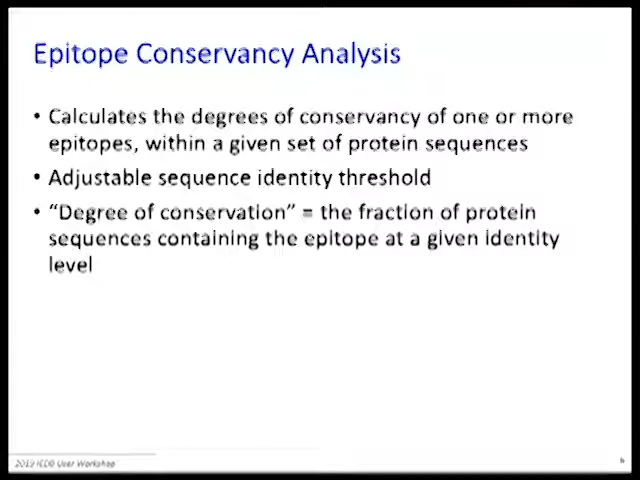 Epitope Conservancy Analysis
• Calculates the degrees of conservancy of one or more
epitopes, within a given set of protein sequences
• Adjustable sequence identity threshold
• “Degree of conservation” = the fraction of protein
sequences containing the epitope at a given identity
level
2019 IEDB User Workshop